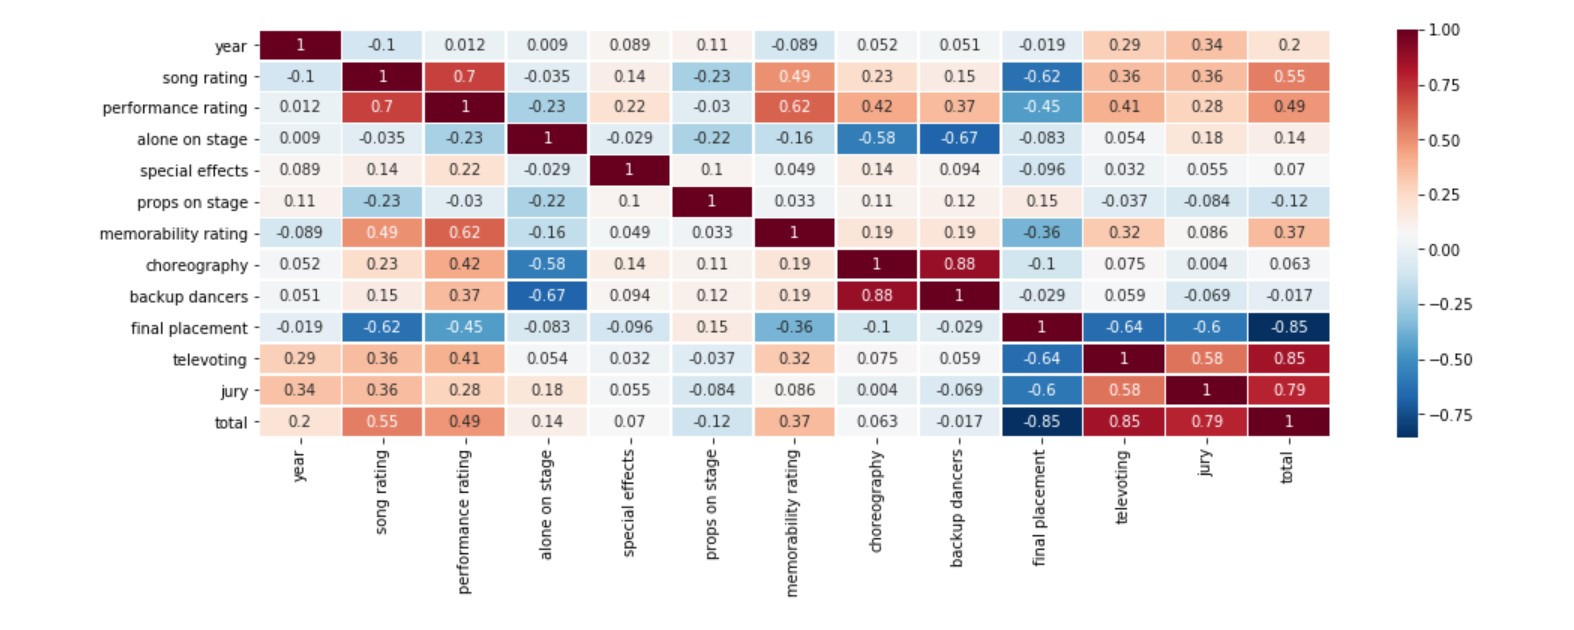 year 1 -0.1 0.012 0.009 0.089 0.11 -0.089 0.052 0.051 -0.019 0.29 0.34 0.2
song rating -0.1 1 0.7 -0.035 0.14 -0.23 0.49 0.23 0.15 -0.62 0.36 0.36 0.55
performance rating 0.012 0.7 1 -0.23 0.22 -0.03 0.62 0.42 0.37 -0.45 0.41 0.28 0.49
alone on stage 0.009 -0.035 -0.23 1 -0.029 -0.22 -0.16 -0.58 -0.67 -0.083 0.054 0.18 0.14
special effects 0.089 0.14 0.22 -0.029 1 0.1 0.049 0.14 0.094 -0.096 0.032 0.055 0.07
props on stage 0.11 -0.23 -0.03 -0.22 0.1 1 0.033 0.11 0.12 0.15 -0.037 -0.084 -0.12
memorability rating -0.089 0.49 0.62 -0.16 0.049 0.033 1 0.19 0.19 -0.36 0.32 0.086 0.37
choreography 0.052 0.23 0.42 -0.58 0.14 0.11 0.19 1 0.88 -0.1 0.075 0.004 0.063
backup dancers 0.051 0.15 0.37 -0.67 0.094 0.12 0.19 0.88 1 -0.029 0.059 -0.069 -0.017
final placement -0.019 -0.62 -0.45 -0.083 -0.096 0.15 -0.36 -0.1 -0.029 1 -0.64 -0.6 -0.85
televoting 0.29 0.36 0.41 0.054 0.032 -0.037 0.32 0.075 0.059 -0.64 1 0.58 0.85
jury 0.34 0.36 0.28 0.18 0.055 -0.084 0.086 0.004 -0.069 -0.6 0.58 1 0.79
total 0.2 0.55 0.49 0.14 0.07 -0.12 0.37 0.063 -0.017 -0.85 0.85 0.79 1
year
song rating
performance rating
alone on stage
special effects
props on stage
memorability rating
choreography
backup dancers
final placement
televoting
jury
total
1.00
0.75
0.50
0.25
0.00
−0.25
−0.50
−0.75